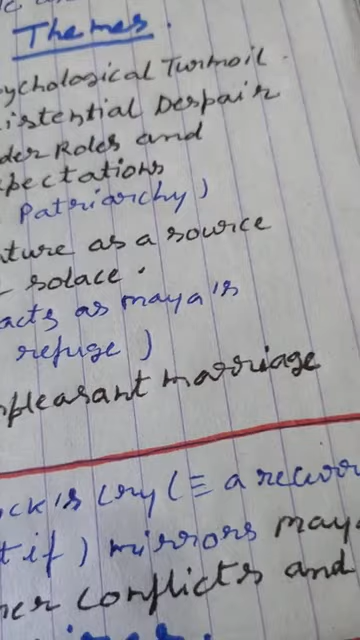 Themes.
ychological Turmoil.
istential Despair
der Roles and
pectations
Patriarchy)
ture as a source
solace.
acts as maya's
refuge)
pleasant marriage
ck's Cry (= a recurr
tif) mirrors maya
ner conflicts and